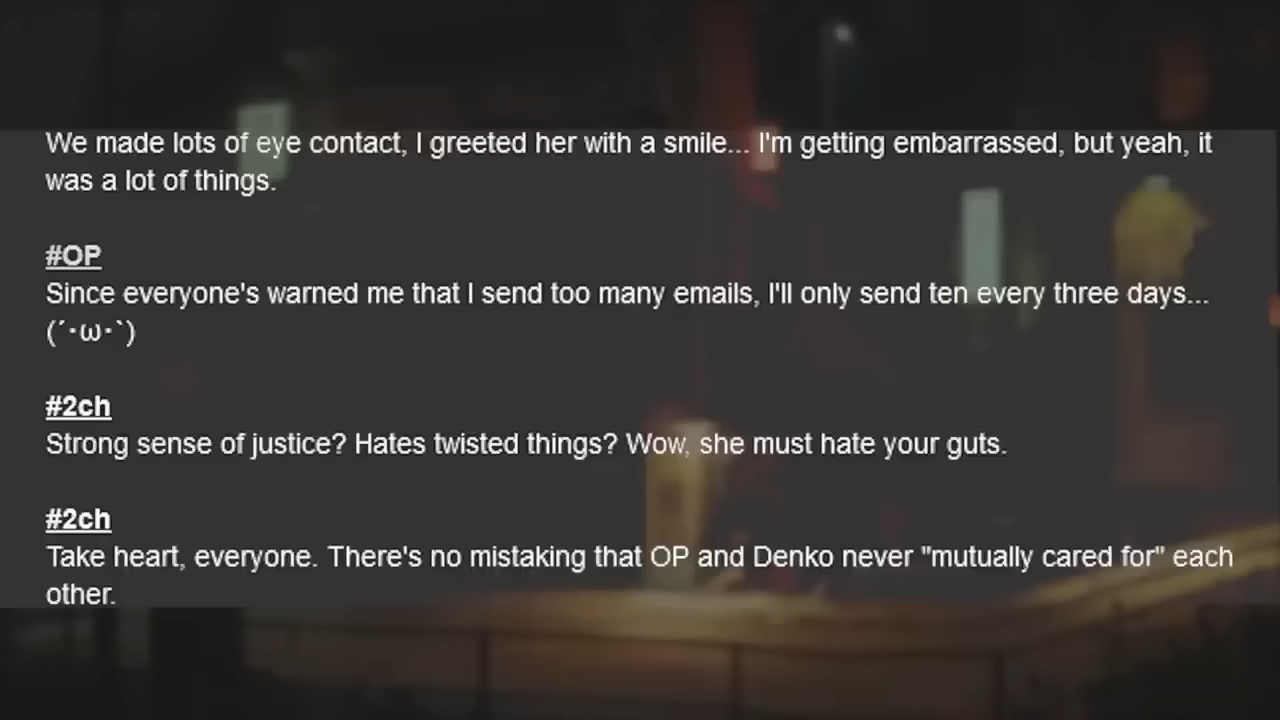 We made lots of eye contact, I greeted her with a smile... I'm getting embarrassed, but yeah, it
was a lot of things.
#OP
Since everyone's warned me that I send too many emails, I'll only send ten every three days...
(´･ω･`)
#2ch
Strong sense of justice? Hates twisted things? Wow, she must hate your guts.
#2ch
Take heart, everyone. There's no mistaking that OP and Denko never "mutually cared for" each
other.